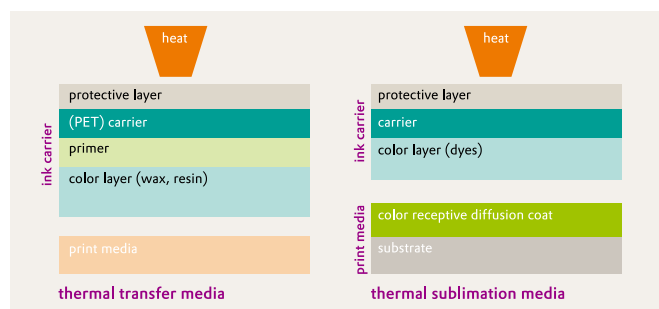 heat
protective layer
(PET) carrier
primer
color layer (wax, resin)
ink carrier
print media
thermal transfer media
heat
protective layer
carrier
color layer (dyes)
ink carrier
color receptive diffusion coat
substrate
print media
thermal sublimation media